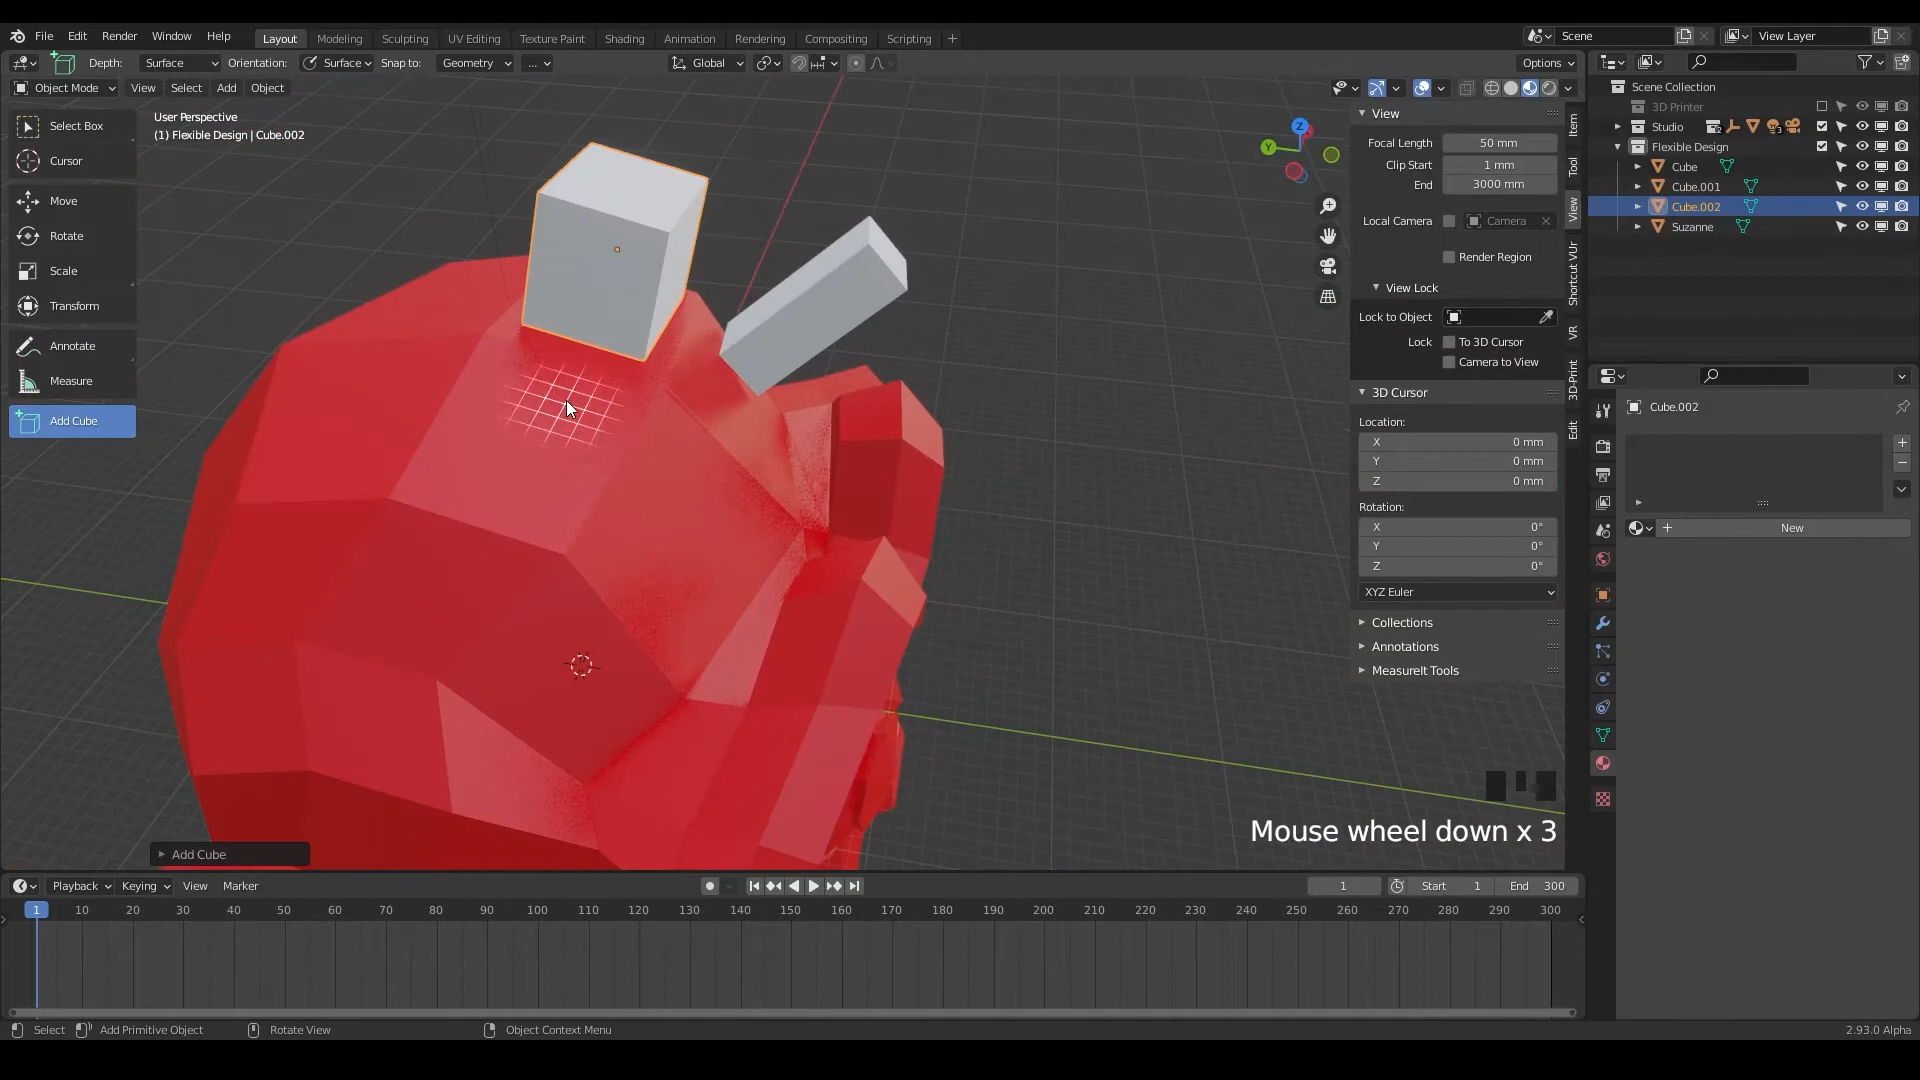 File Edit Render Window Help Layout Modeling Sculpting UV Editing Texture Paint Shading Animation Rendering Compositing Scripting + Scene View Layer
Depth: Surface Orientation: Surface Snap to: Geometry ... Global Options
Object Mode View Select Add Object
User Perspective
(1) Flexible Design | Cube.002
Select Box
Cursor
Move
Rotate
Scale
Transform
Annotate
Measure
Add Cube
Z
Y
View
Focal Length 50 mm
Clip Start 1 mm
End 3000 mm
Local Camera Camera
Render Region
View Lock
Lock to Object
Lock To 3D Cursor
Camera to View
3D Cursor
Location:
X 0 mm
Y 0 mm
Z 0 mm
Rotation:
X 0°
Y 0°
Z 0°
XYZ Euler
Collections
Annotations
MeasureIt Tools
Item
Tool
View
Shortcut VUr
VR
3D-Print
Edit
Scene Collection
3D Printer
Studio 2 3
Flexible Design
Cube
Cube.001
Cube.002
Suzanne
Cube.002
New
Mouse wheel down x 3
Add Cube
Playback Keying View Marker 1 Start 1 End 300
1 10 20 30 40 50 60 70 80 90 100 110 120 130 140 150 160 170 180 190 200 210 220 230 240 250 260 270 280 290 300
Select Add Primitive Object Rotate View Object Context Menu 2.93.0 Alpha